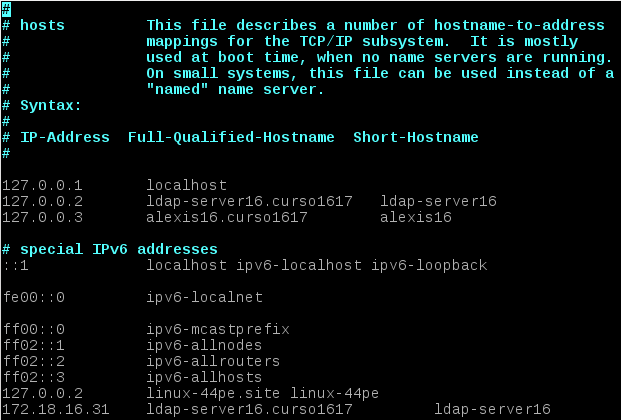 #
# hosts         This file describes a number of hostname-to-address
#               mappings for the TCP/IP subsystem.  It is mostly
#               used at boot time, when no name servers are running.
#               On small systems, this file can be used instead of a
#               "named" name server.
# Syntax:
#
# IP-Address  Full-Qualified-Hostname  Short-Hostname
#
127.0.0.1       localhost
127.0.0.2       ldap-server16.curso1617   ldap-server16
127.0.0.3       alexis16.curso1617        alexis16
# special IPv6 addresses
::1             localhost ipv6-localhost ipv6-loopback
fe00::0         ipv6-localnet
ff00::0         ipv6-mcastprefix
ff02::1         ipv6-allnodes
ff02::2         ipv6-allrouters
ff02::3         ipv6-allhosts
127.0.0.2       linux-44pe.site linux-44pe
172.18.16.31    ldap-server16.curso1617         ldap-server16